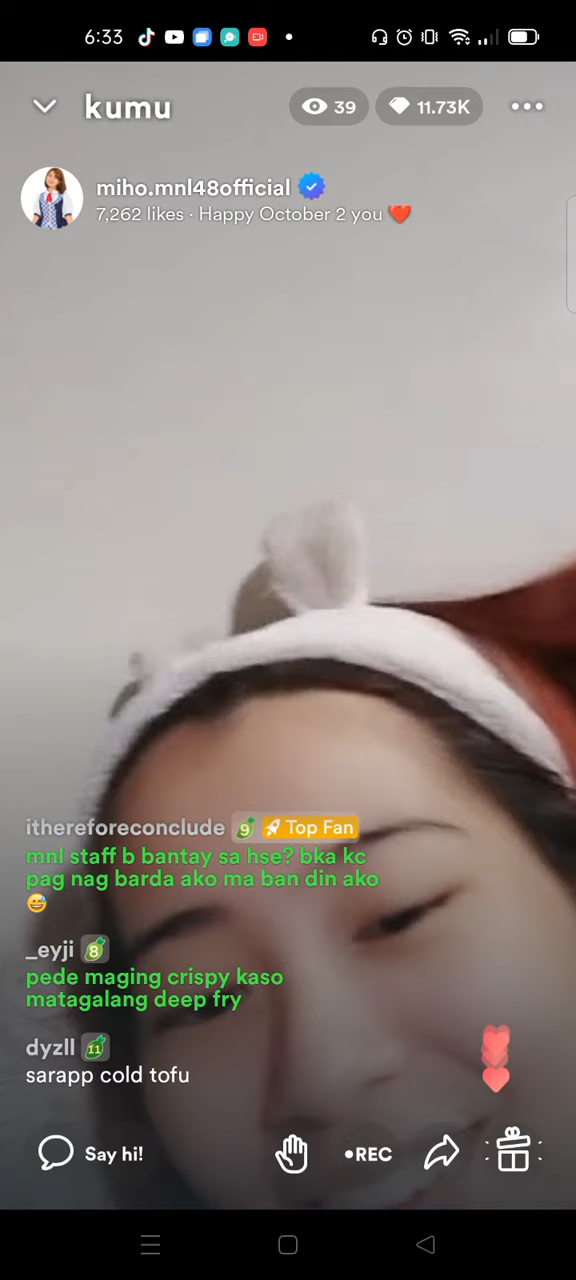 6:33
kumu
39
11.73K
miho.mnl48official
7,262 likes · Happy October 2 you ❤️
ithereforeconclude 9 Top Fan
mnl staff b bantay sa hse? bka kc
pag nag barda ako ma ban din ako
😅
_eyji 8
pede maging crispy kaso
matagalang deep fry
dyzll 11
sarapp cold tofu
Say hi!
•REC